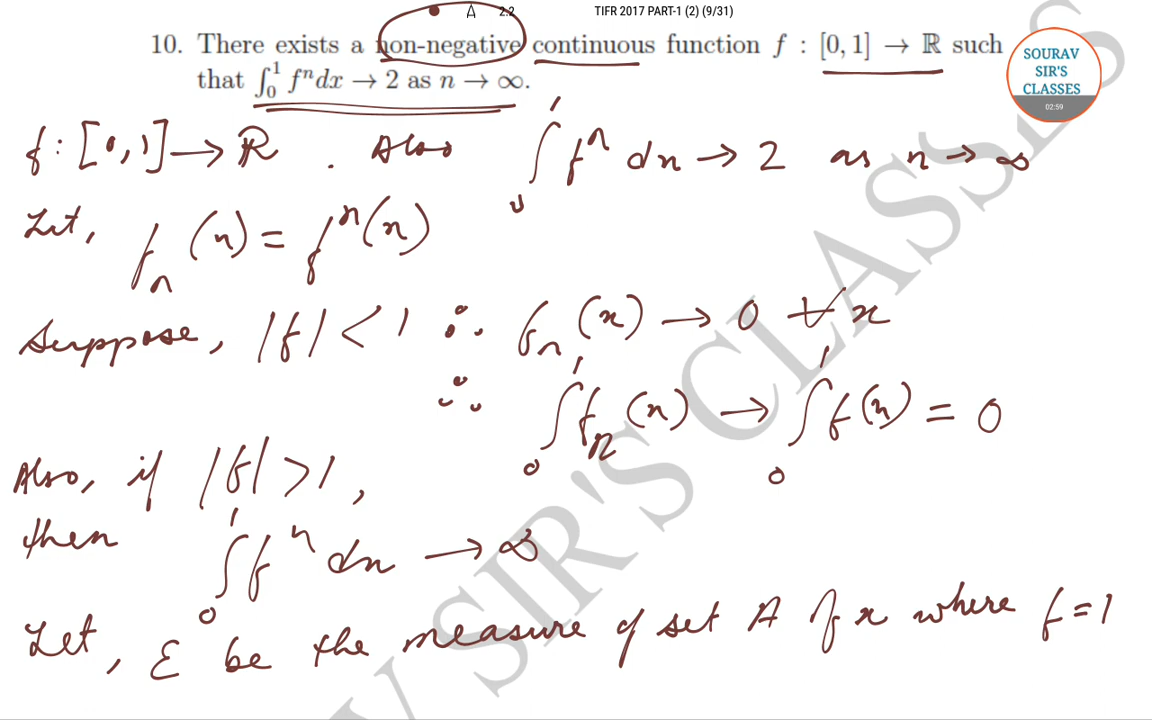 A 2.2 TIFR 2017 PART-1 (2) (9/31)
10. There exists a non-negative continuous function f : [0, 1] → ℝ such
that ∫₀¹ fⁿdx → 2 as n → ∞.
SOURAV
SIR'S
CLASSES
02:59
f : [0,1] → ℝ . Also ∫₀¹ fⁿ dx → 2 as n → ∞
Let, fₙ(x) = fⁿ(x)
Suppose, |f| < 1 ∴ fₙ(x) → 0 ∀ x
∴ ∫₀¹ fₙ(x) → ∫₀¹ f(x) = 0
Also, if |f| > 1,
then ∫₀¹ fⁿ dx → ∞
Let, ε be the measure of set A of x where f = 1
V SIR'S CLASSES